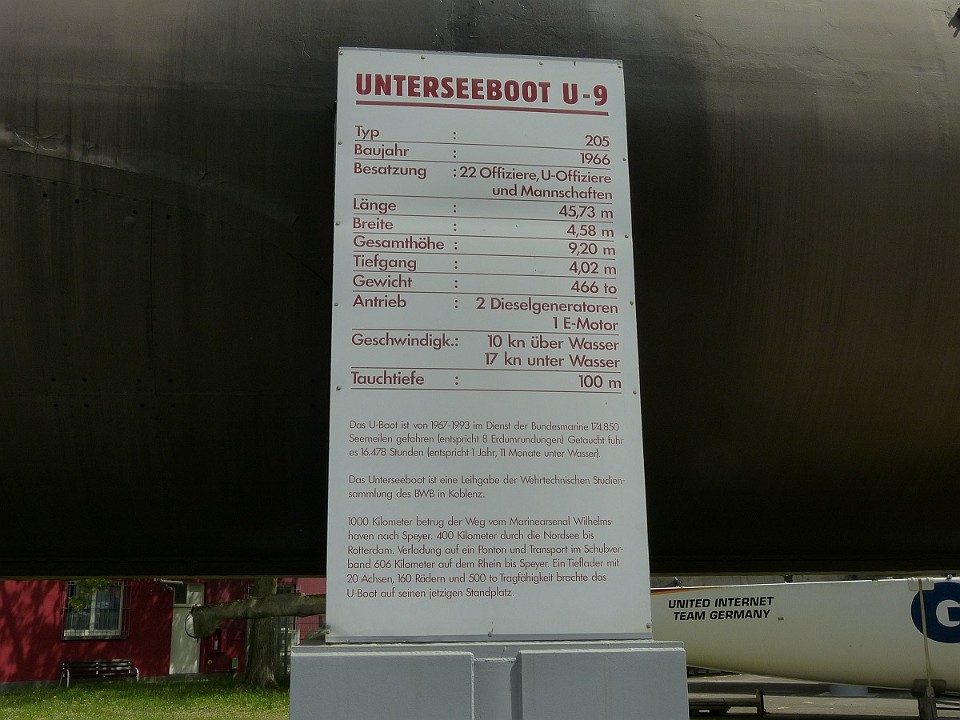 UNTERSEEBOOT U-9
Typ : 205
Baujahr : 1966
Besatzung : 22 Offiziere, U-Offiziere
und Mannschaften
Länge : 45,73 m
Breite : 4,58 m
Gesamthöhe : 9,20 m
Tiefgang : 4,02 m
Gewicht : 466 to
Antrieb : 2 Dieselgeneratoren
1 E-Motor
Geschwindigk.: 10 kn über Wasser
17 kn unter Wasser
Tauchtiefe : 100 m
Das U-Boot ist von 1967-1993 im Dienst der Bundesmarine 174.850
Seemeilen gefahren (entspricht 8 Erdumrundungen) Getaucht fuhr
es 16.478 Stunden (entspricht 1 Jahr, 11 Monate unter Wasser).
Das Unterseeboot ist eine Leihgabe der Wehrtechnischen Studien-
sammlung des BWB in Koblenz.
1000 Kilometer betrug der Weg vom Marinearsenal Wilhelms-
haven nach Speyer. 400 Kilometer durch die Nordsee bis
Rotterdam. Verladung auf ein Ponton und Transport im Schubver-
band 606 Kilometer auf dem Rhein bis Speyer. Ein Tieflader mit
20 Achsen, 160 Rädern und 500 to Tragfähigkeit brachte das
U-Boot auf seinen jetzigen Standplatz.
UNITED INTERNET
TEAM GERMANY
G